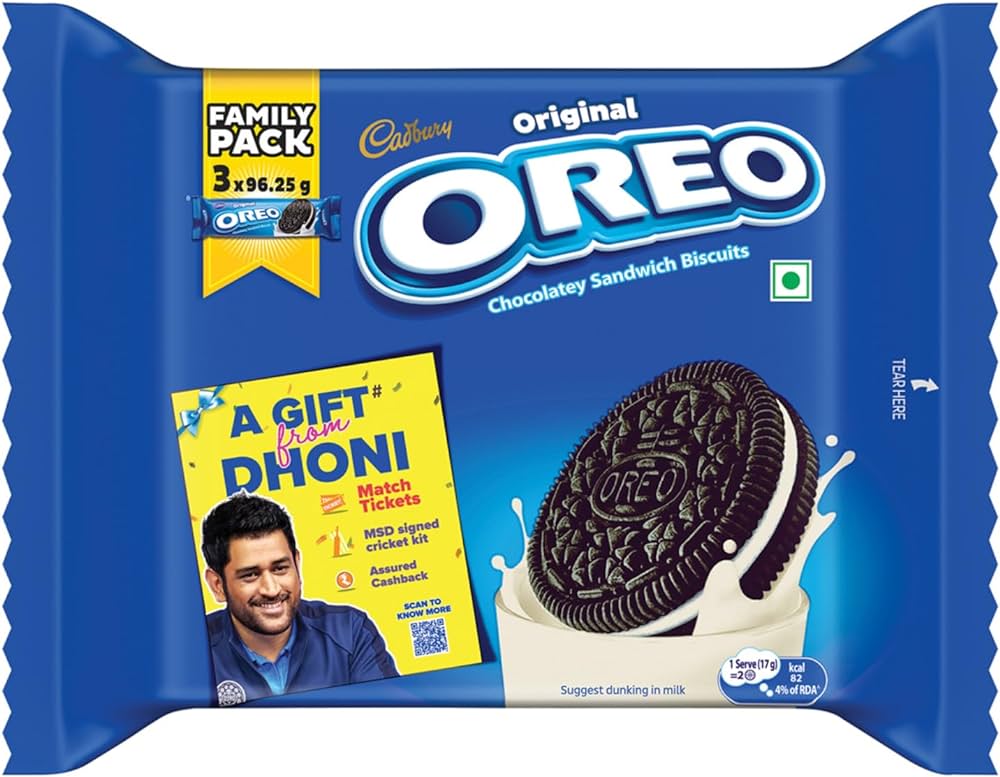 FAMILY
PACK
3 x 96.25 g
Original
OREO
Cadbury
Original
OREO
Chocolatey Sandwich Biscuits
TEAR HERE
A GIFT#
from
DHONI
Match
Tickets
MSD signed
cricket kit
Assured
Cashback
SCAN TO
KNOW MORE
OREO
Suggest dunking in milk
1 Serve (17 g)
=2
kcal
82
4% of RDA^